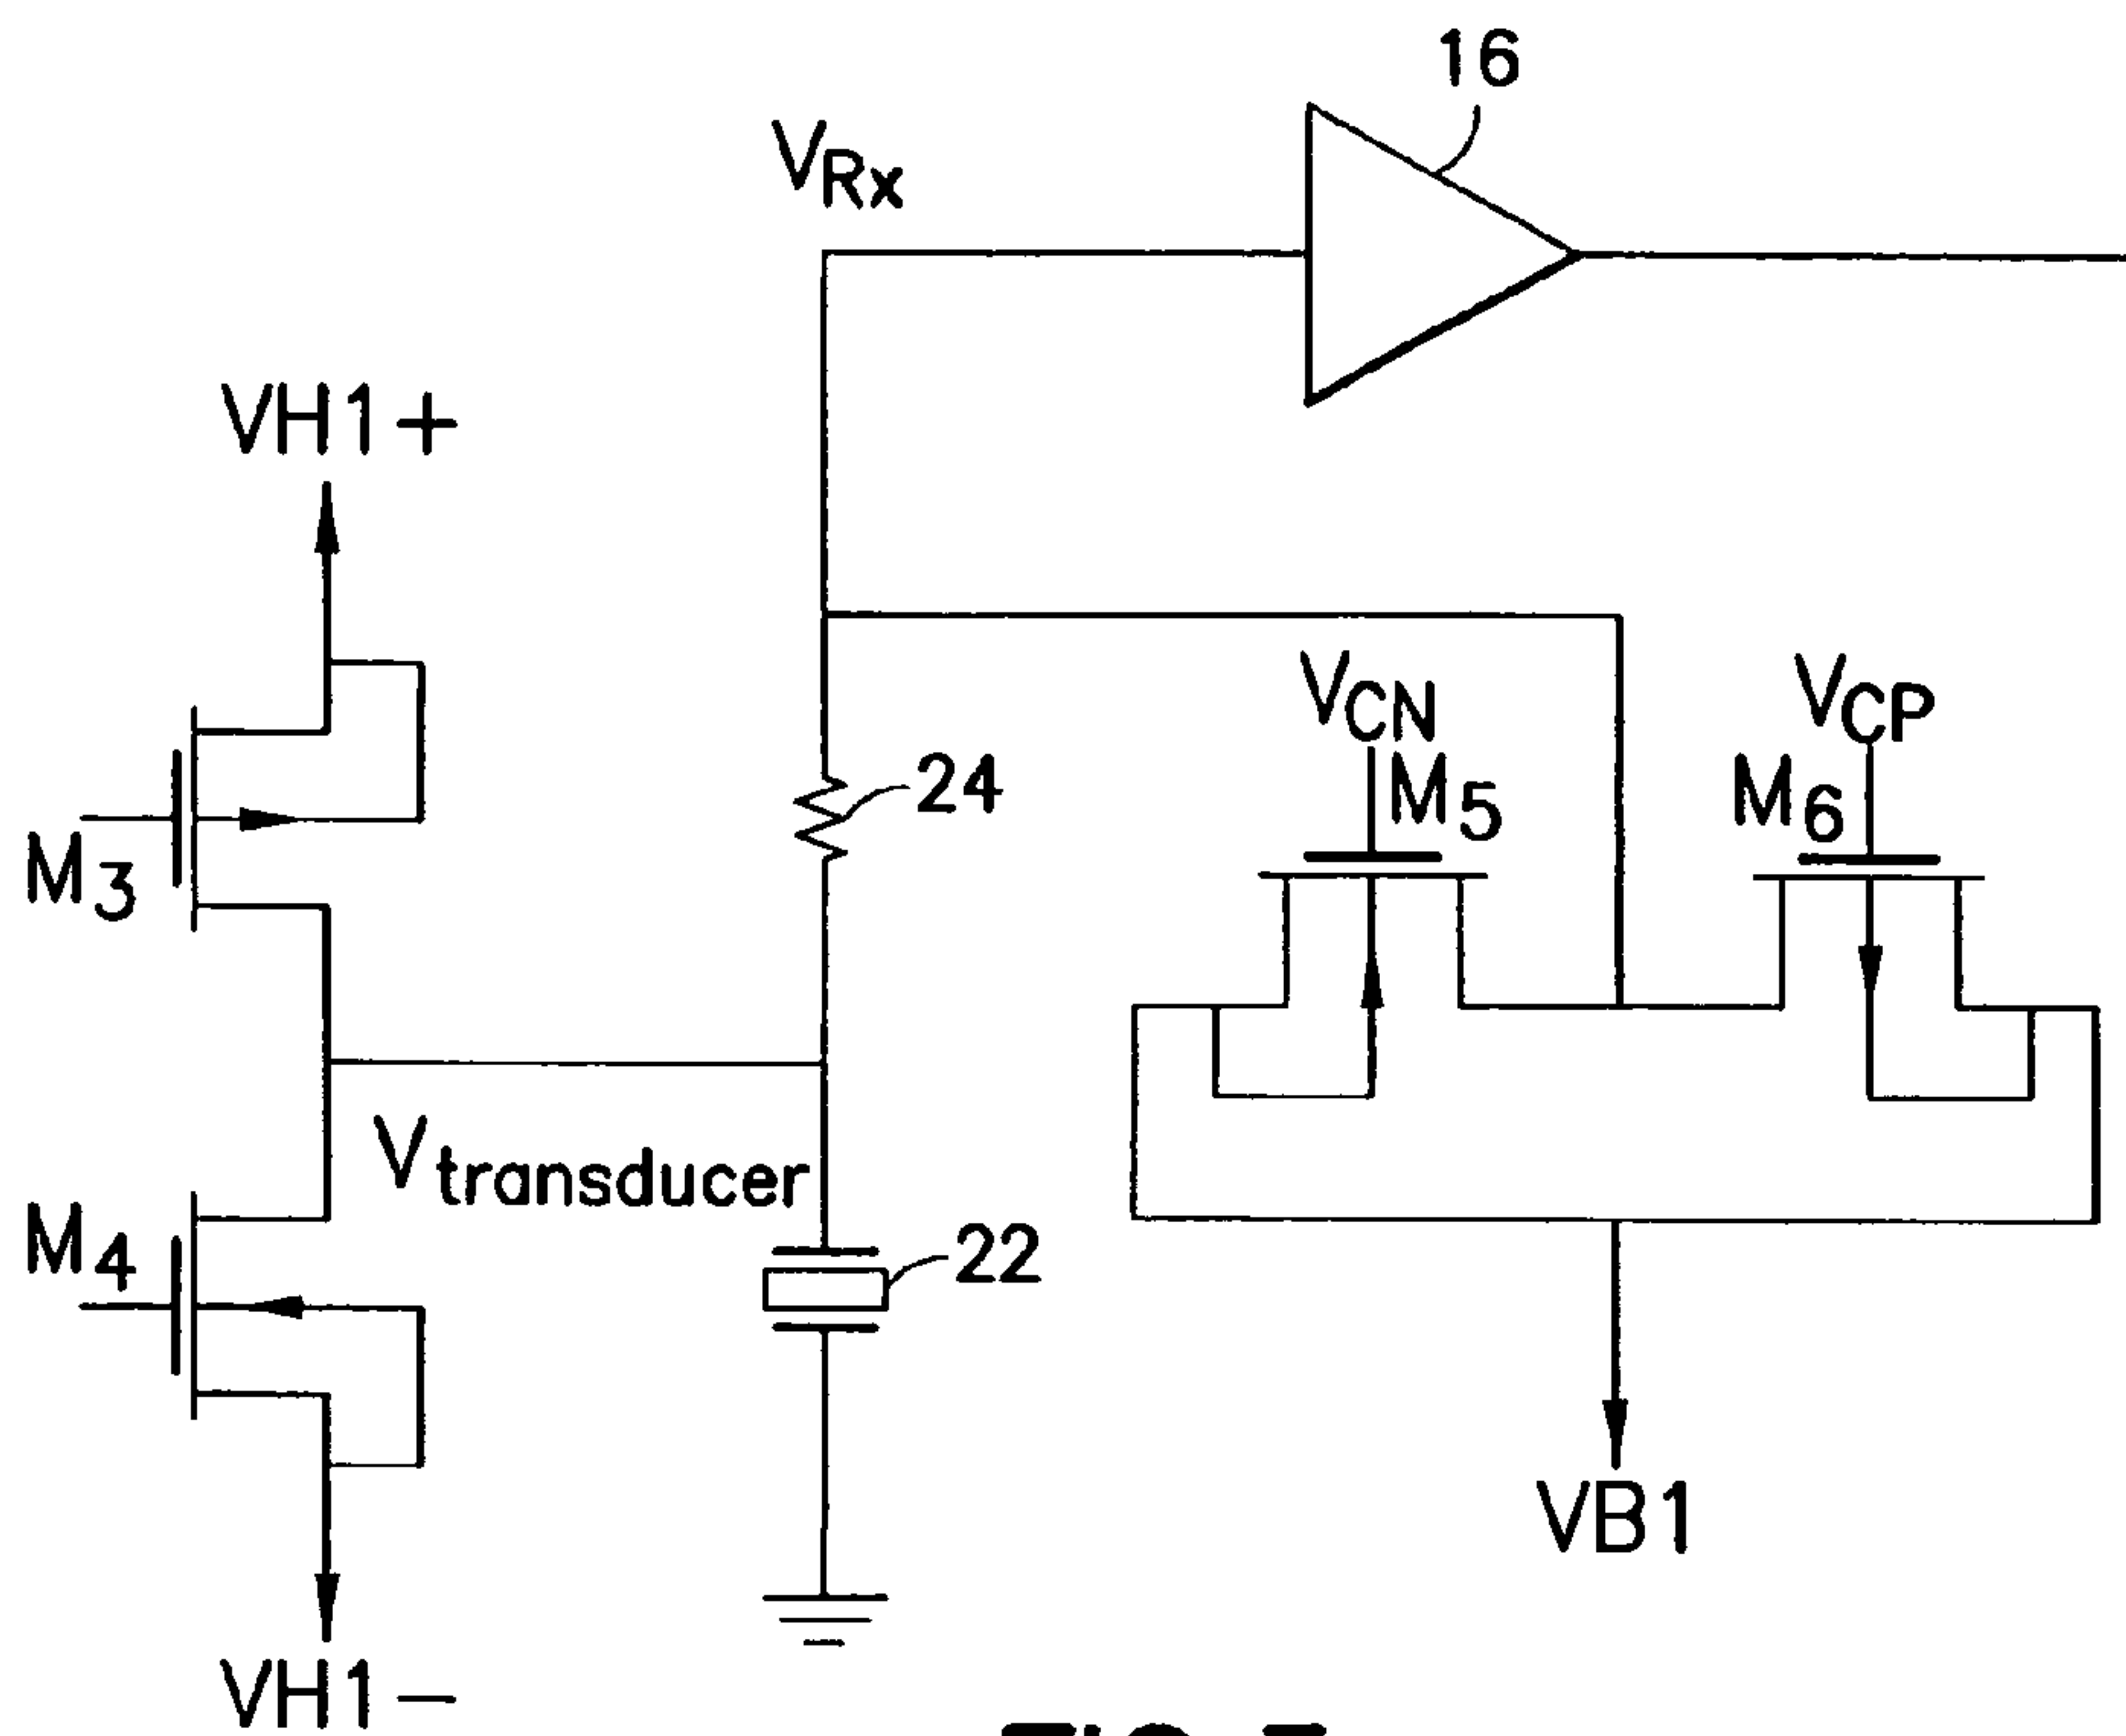 16
VRx
VH1+
VCN
VCP
24
M5
M6
M3
Vtransducer
M4
22
VB1
VH1-